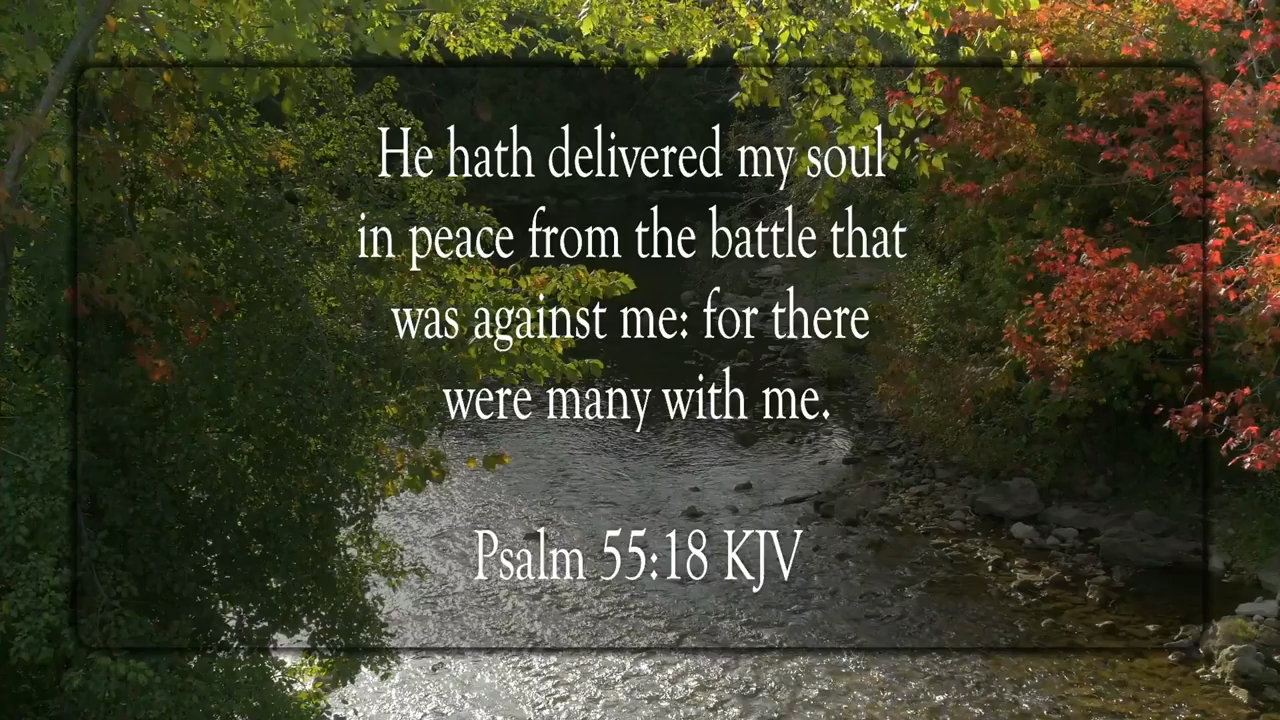 He hath delivered my soul
in peace from the battle that
was against me: for there
were many with me.
Psalm 55:18 KJV